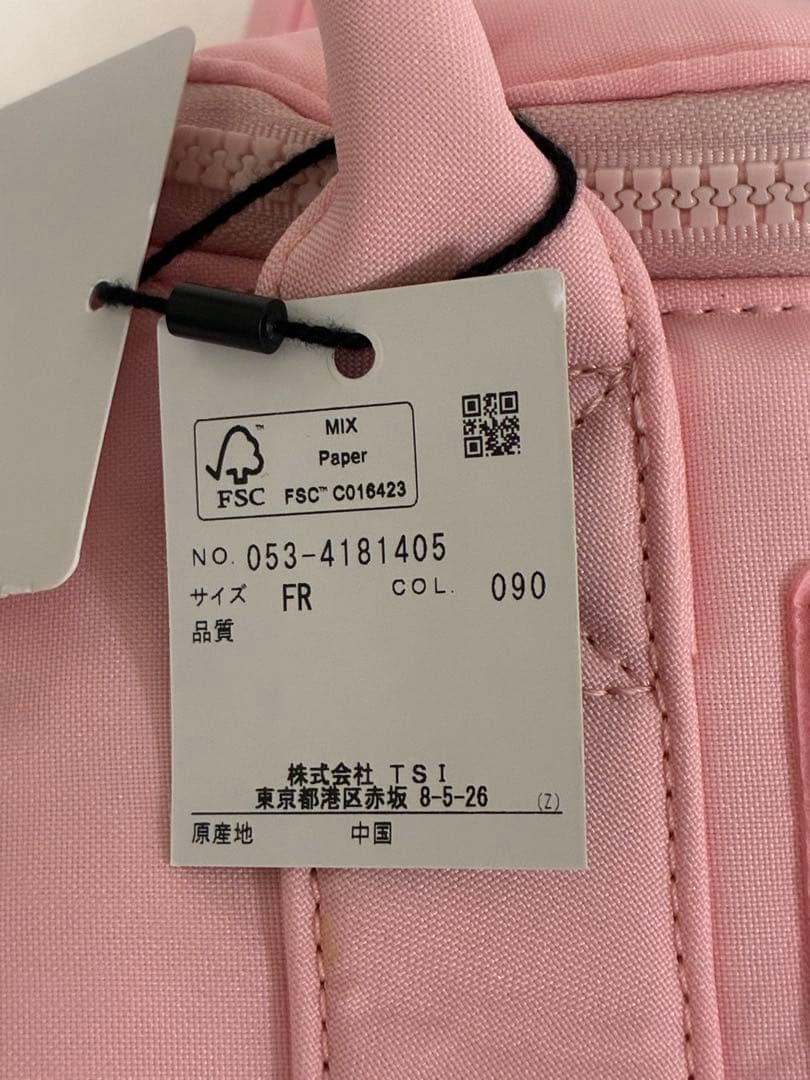 MIX
Paper
FSC™ C016423
FSC
NO. 053-4181405
サイズ FR COL. 090
品質
株式会社 TSI
東京都港区赤坂 8-5-26
(Z)
原産地 中国